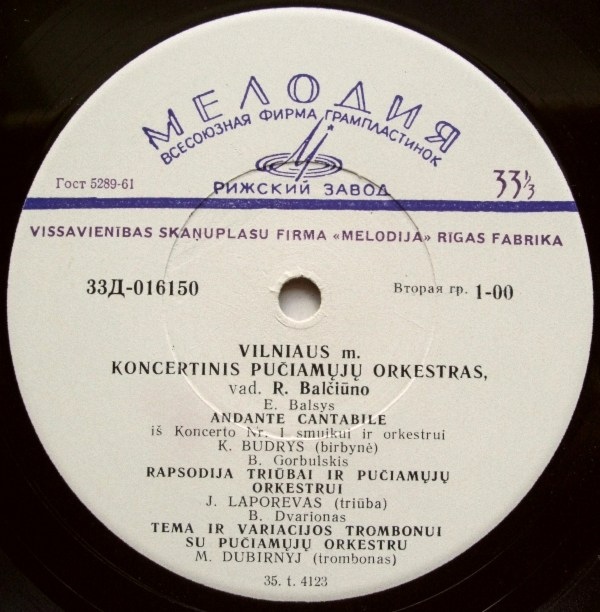 МЕЛОДИЯ
ВСЕСОЮЗНАЯ ФИРМА ГРАМПЛАСТИНОК
РИЖСКИЙ ЗАВОД
Гост 5289-61
33⅓
VISSAVIENĪBAS SKAŅUPLAŠU FIRMA «MELODIJA» RĪGAS FABRIKA
33Д-016150
Вторая гр. 1-00
VILNIAUS m.
KONCERTINIS PUČIAMŲJŲ ORKESTRAS,
vad. R. Balčiūno
E. Balsys
ANDANTE CANTABILE
iš Koncerto Nr. 1 smuikui ir orkestrui
K. BUDRYS (birbynė)
B. Gorbulskis
RAPSODIJA TRIŪBAI IR PUČIAMŲJŲ
ORKESTRUI
J. LAPOREVAS (triūba)
B. Dvarionas
TEMA IR VARIACIJOS TROMBONUI
SU PUČIAMŲJŲ ORKESTRU
M. DUBIRNYJ (trombonas)
35. t. 4123